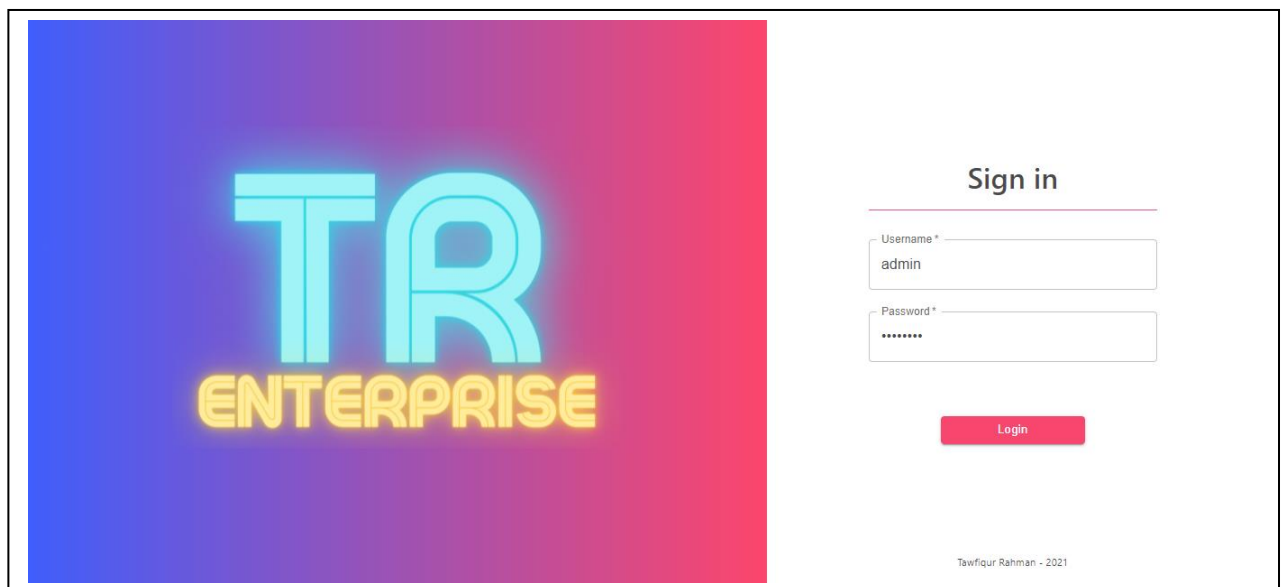 TR
ENTERPRISE
Sign in
Username *
admin
Password *
••••••••
Login
Tawfiqur Rahman - 2021